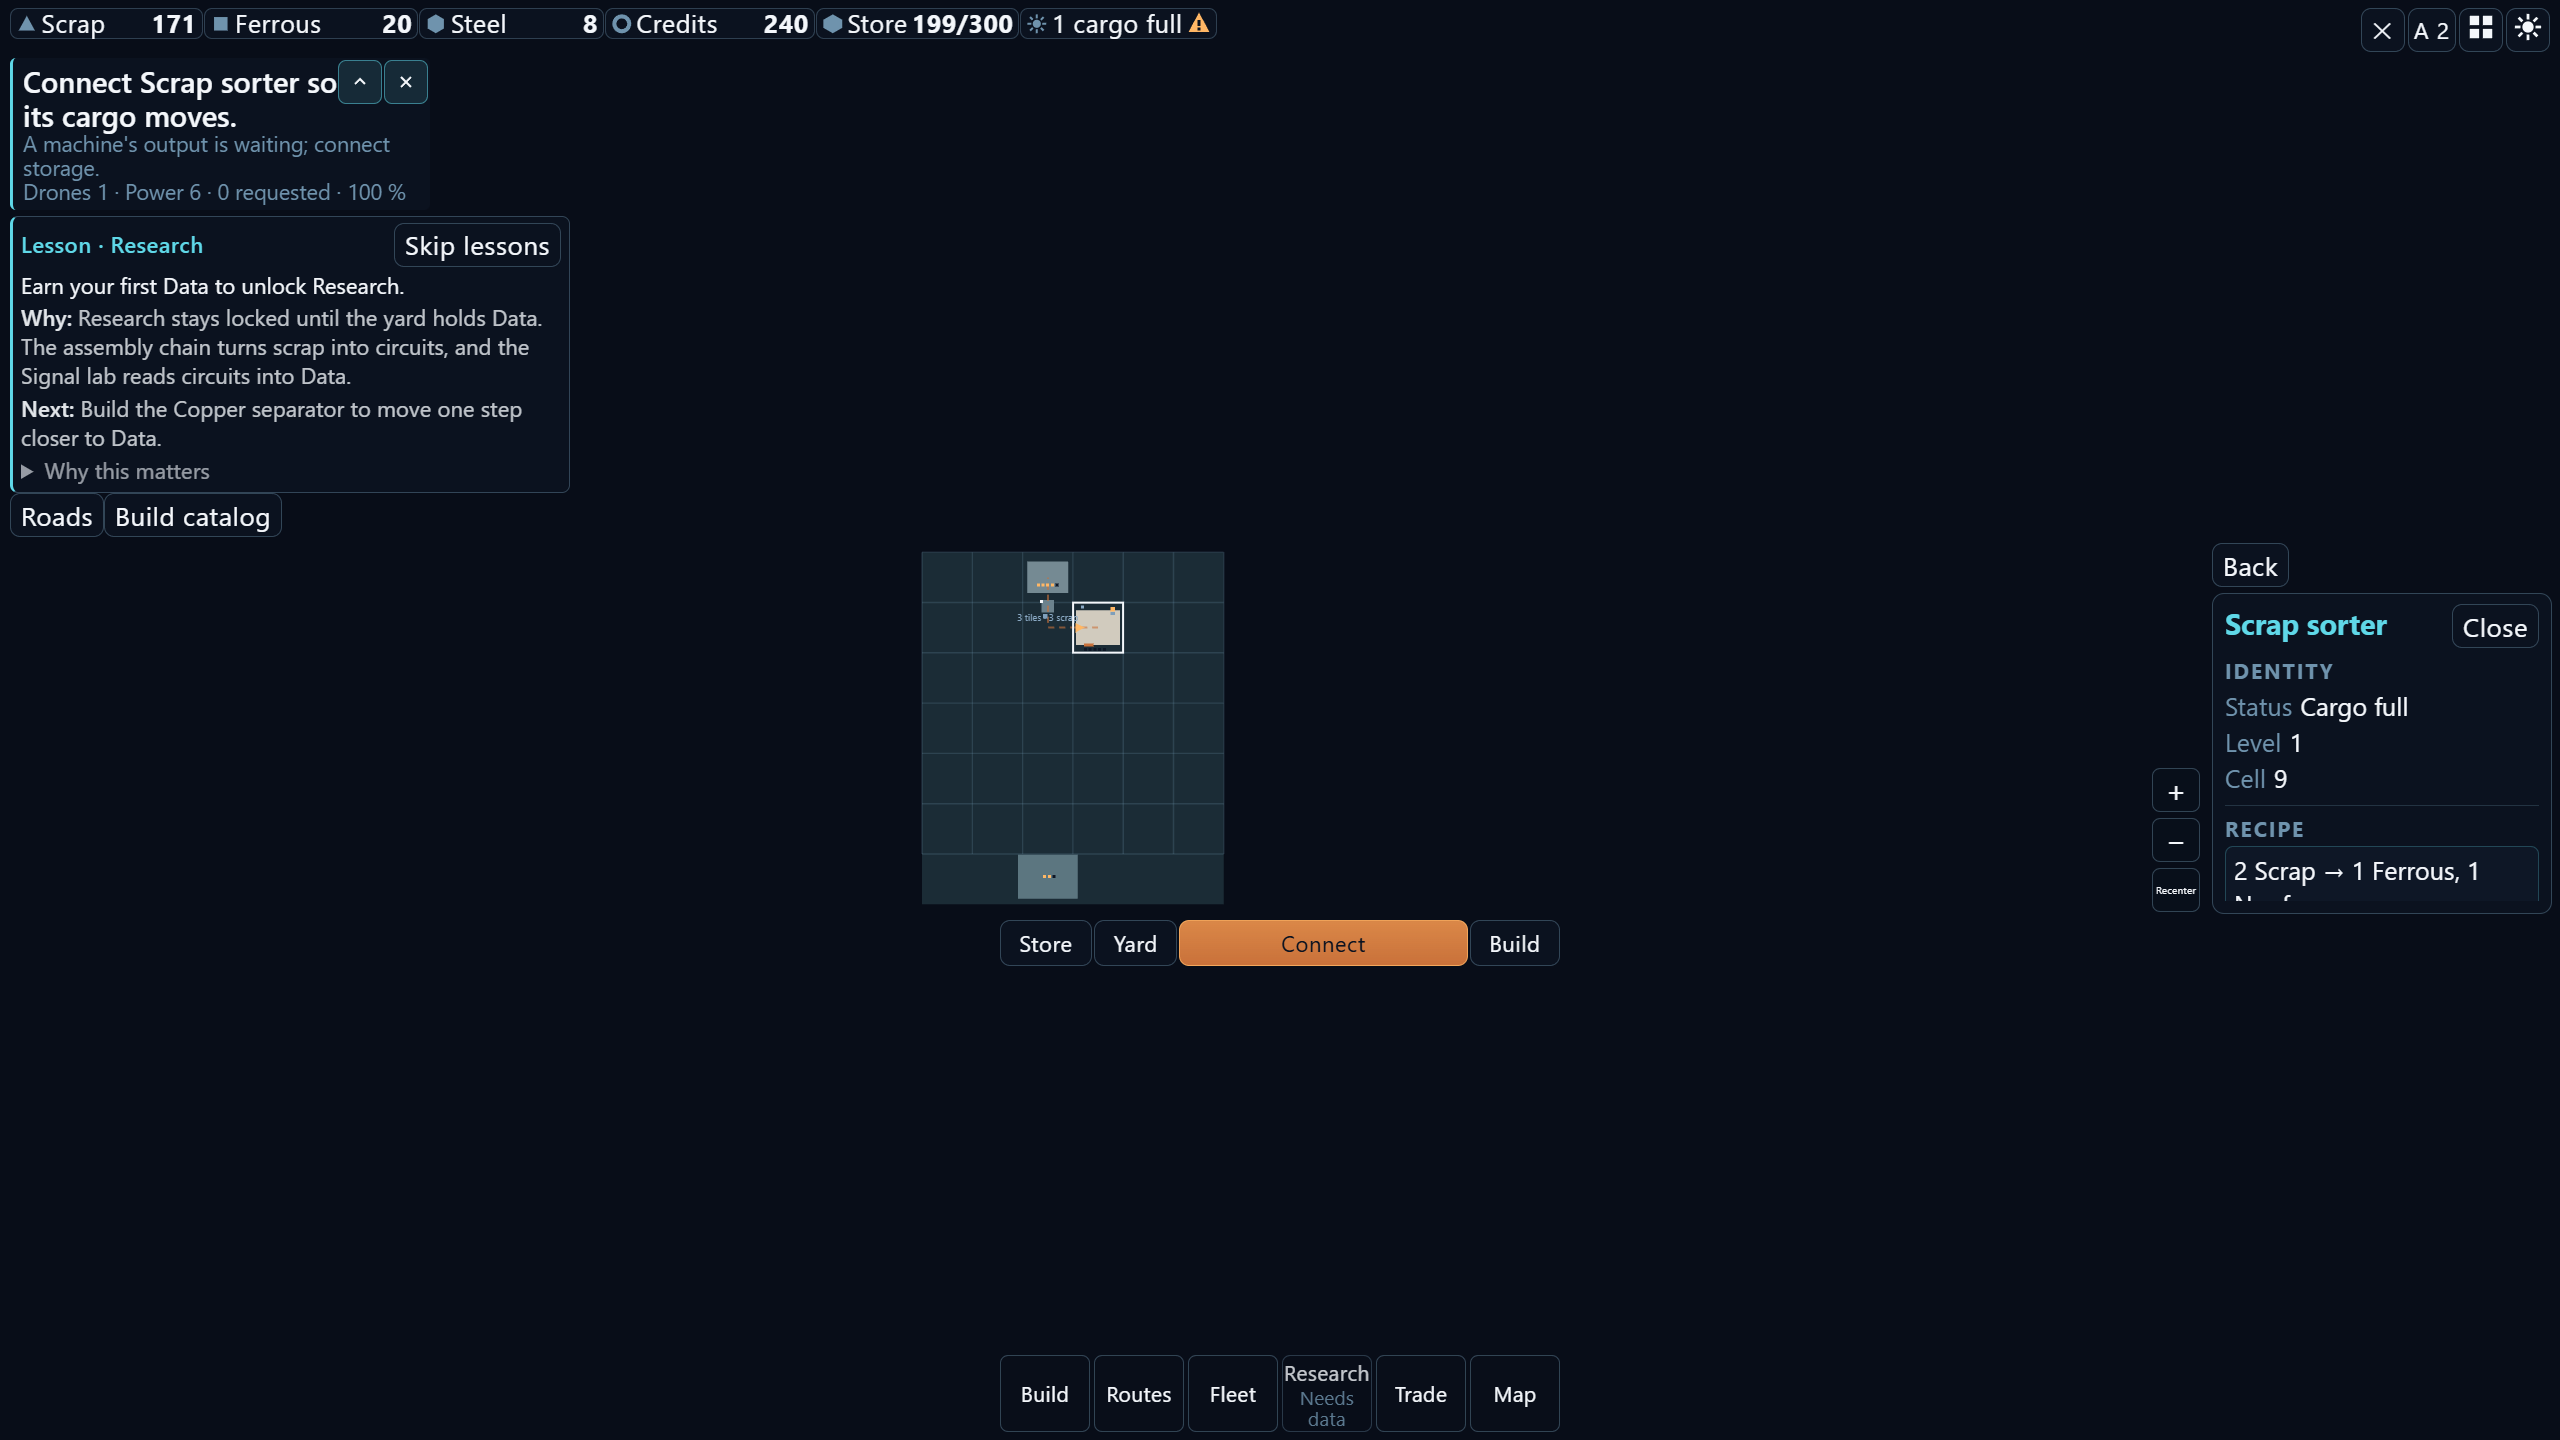 Scrap 171 Ferrous 20 Steel 8 Credits 240 Store 199/300 1 cargo full
A 2
Connect Scrap sorter so
its cargo moves.
A machine's output is waiting; connect
storage.
Drones 1 · Power 6 · 0 requested · 100 %
Lesson · Research Skip lessons
Earn your first Data to unlock Research.
Why: Research stays locked until the yard holds Data.
The assembly chain turns scrap into circuits, and the
Signal lab reads circuits into Data.
Next: Build the Copper separator to move one step
closer to Data.
Why this matters
Roads Build catalog
3 tiles
Back
Scrap sorter Close
IDENTITY
Status Cargo full
Level 1
Cell 9
RECIPE
2 Scrap → 1 Ferrous, 1
+
−
Recenter
Store Yard Connect Build
Build Routes Fleet Research Trade Map
Needs
data